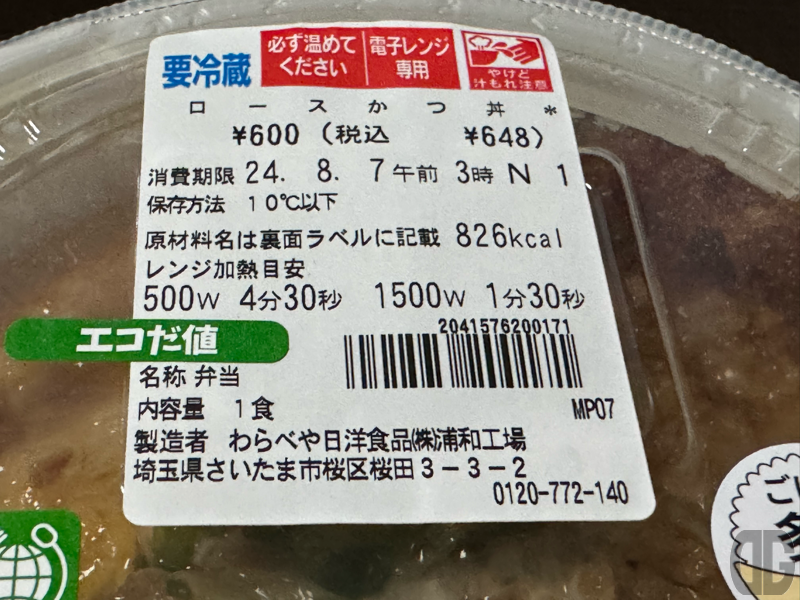 要冷蔵
必ず温めて
ください
電子レンジ
専用
やけど
汁もれ注意
ロースかつ丼*
¥600(税込 ¥648)
消費期限 24. 8. 7午前 3時 N 1
保存方法 10℃以下
原材料名は裏面ラベルに記載 826kcal
レンジ加熱目安
500W 4分30秒 1500W 1分30秒
エコだ値
2041576200171
名称 弁当
内容量 1食
MP07
製造者 わらべや日洋食品㈱浦和工場
埼玉県さいたま市桜区桜田3-3-2
0120-772-140